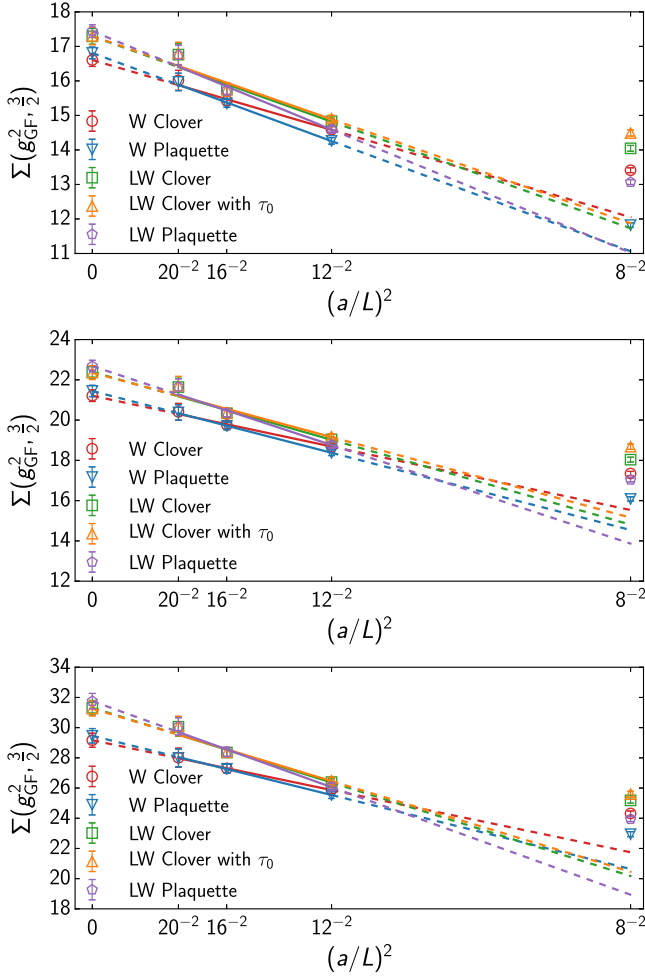 18
17
16
15
14
13
12
11
Σ(g²_GF, 3/2)
W Clover
W Plaquette
LW Clover
LW Clover with τ₀
LW Plaquette
0 20⁻² 16⁻² 12⁻² 8⁻²
(a/L)²
24
22
20
18
16
14
12
Σ(g²_GF, 3/2)
W Clover
W Plaquette
LW Clover
LW Clover with τ₀
LW Plaquette
0 20⁻² 16⁻² 12⁻² 8⁻²
(a/L)²
34
32
30
28
26
24
22
20
18
Σ(g²_GF, 3/2)
W Clover
W Plaquette
LW Clover
LW Clover with τ₀
LW Plaquette
0 20⁻² 16⁻² 12⁻² 8⁻²
(a/L)²